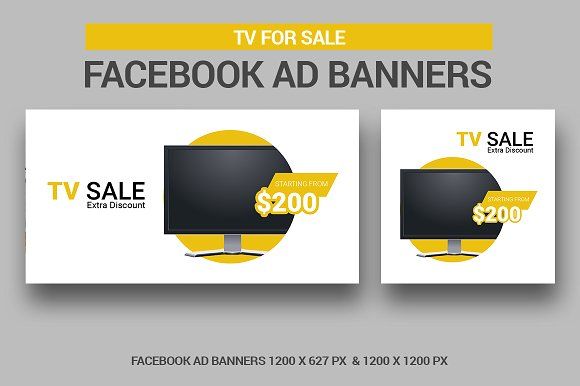 TV FOR SALE
FACEBOOK AD BANNERS
TV SALE
Extra Discount
STARTING FROM
$200
TV SALE
Extra Discount
STARTING FROM
$200
FACEBOOK AD BANNERS 1200 X 627 PX & 1200 X 1200 PX